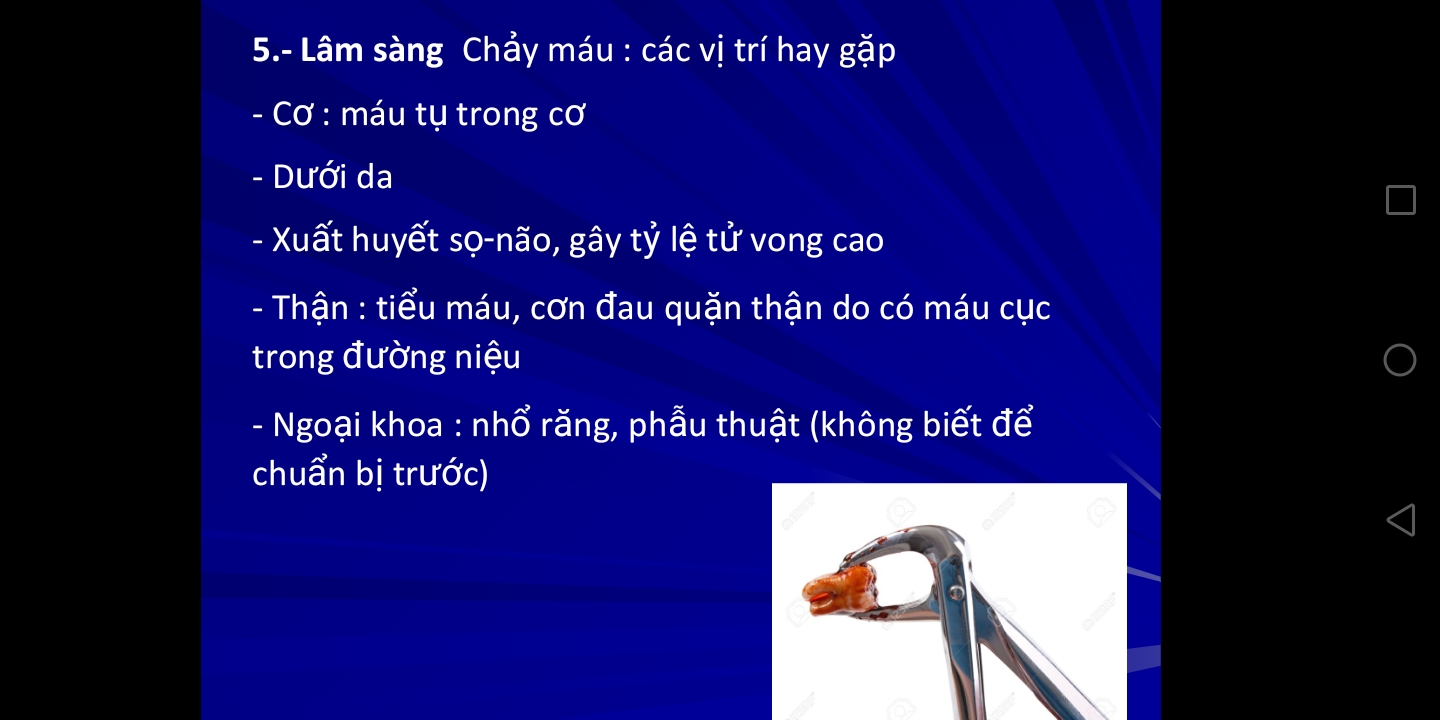 5.- Lâm sàng Chảy máu : các vị trí hay gặp
- Cơ : máu tụ trong cơ
- Dưới da
- Xuất huyết sọ-não, gây tỷ lệ tử vong cao
- Thận : tiểu máu, cơn đau quặn thận do có máu cục
trong đường niệu
- Ngoại khoa : nhổ răng, phẫu thuật (không biết để
chuẩn bị trước)